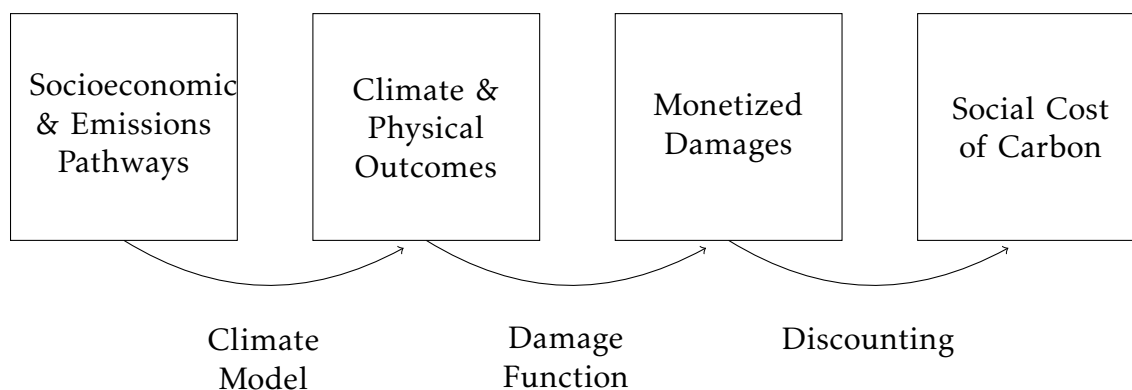 Socioeconomic
& Emissions
Pathways
Climate &
Physical
Outcomes
Monetized
Damages
Social Cost
of Carbon
Climate
Model
Damage
Function
Discounting